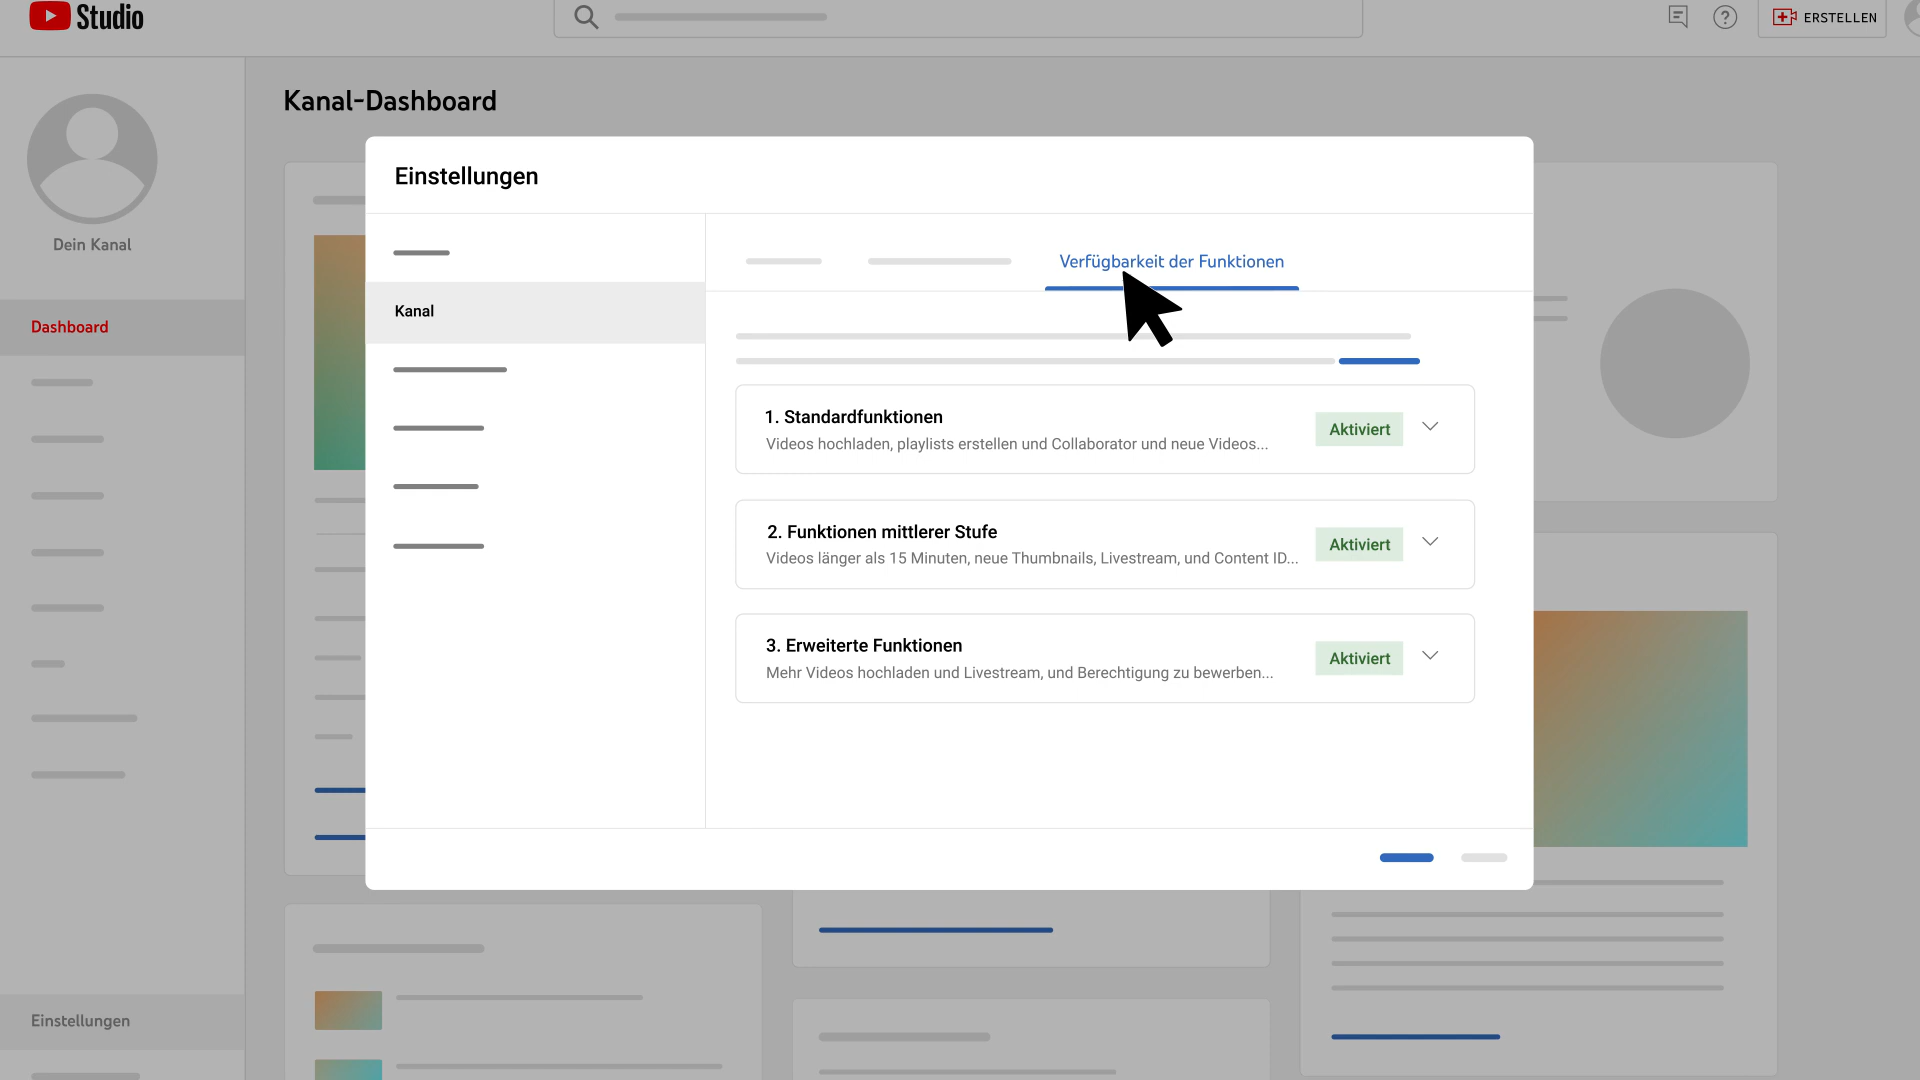 Studio
ERSTELLEN
Kanal-Dashboard
Dein Kanal
Dashboard
Einstellungen
Einstellungen
Kanal
Verfügbarkeit der Funktionen
1. Standardfunktionen
Videos hochladen, playlists erstellen und Collaborator und neue Videos...
Aktiviert
2. Funktionen mittlerer Stufe
Videos länger als 15 Minuten, neue Thumbnails, Livestream, und Content ID...
Aktiviert
3. Erweiterte Funktionen
Mehr Videos hochladen und Livestream, und Berechtigung zu bewerben...
Aktiviert